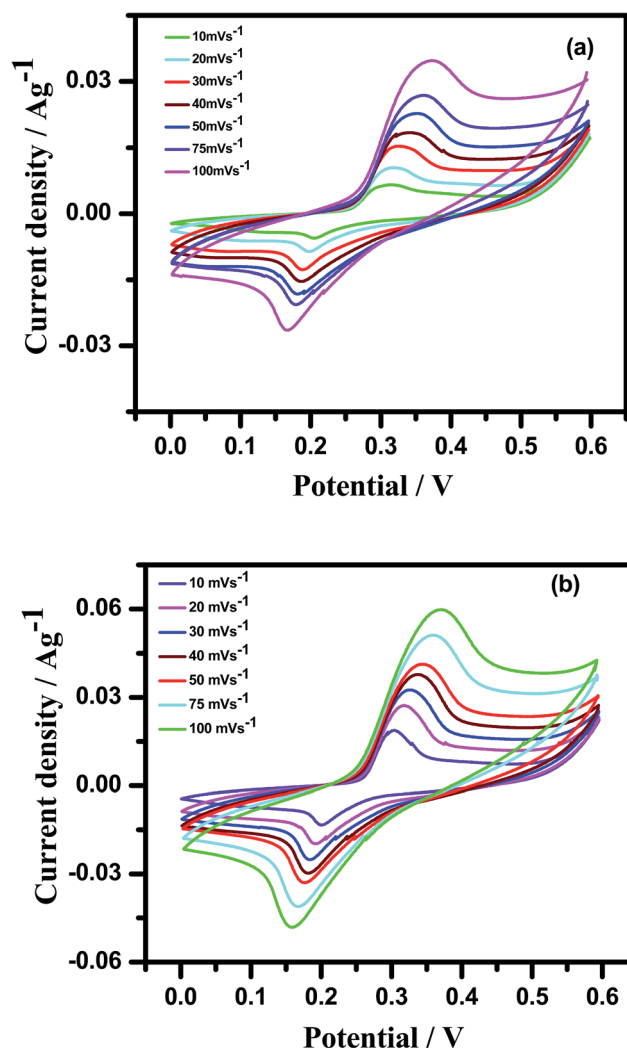 (a)
10mVs⁻¹
20mVs⁻¹
30mVs⁻¹
40mVs⁻¹
50mVs⁻¹
75mVs⁻¹
100mVs⁻¹
0.03
0.00
-0.03
Current density / Ag⁻¹
0.0 0.1 0.2 0.3 0.4 0.5 0.6
Potential / V
(b)
10 mVs⁻¹
20 mVs⁻¹
30 mVs⁻¹
40 mVs⁻¹
50 mVs⁻¹
75 mVs⁻¹
100 mVs⁻¹
0.06
0.03
0.00
-0.03
-0.06
Current density / Ag⁻¹
0.0 0.1 0.2 0.3 0.4 0.5 0.6
Potential / V